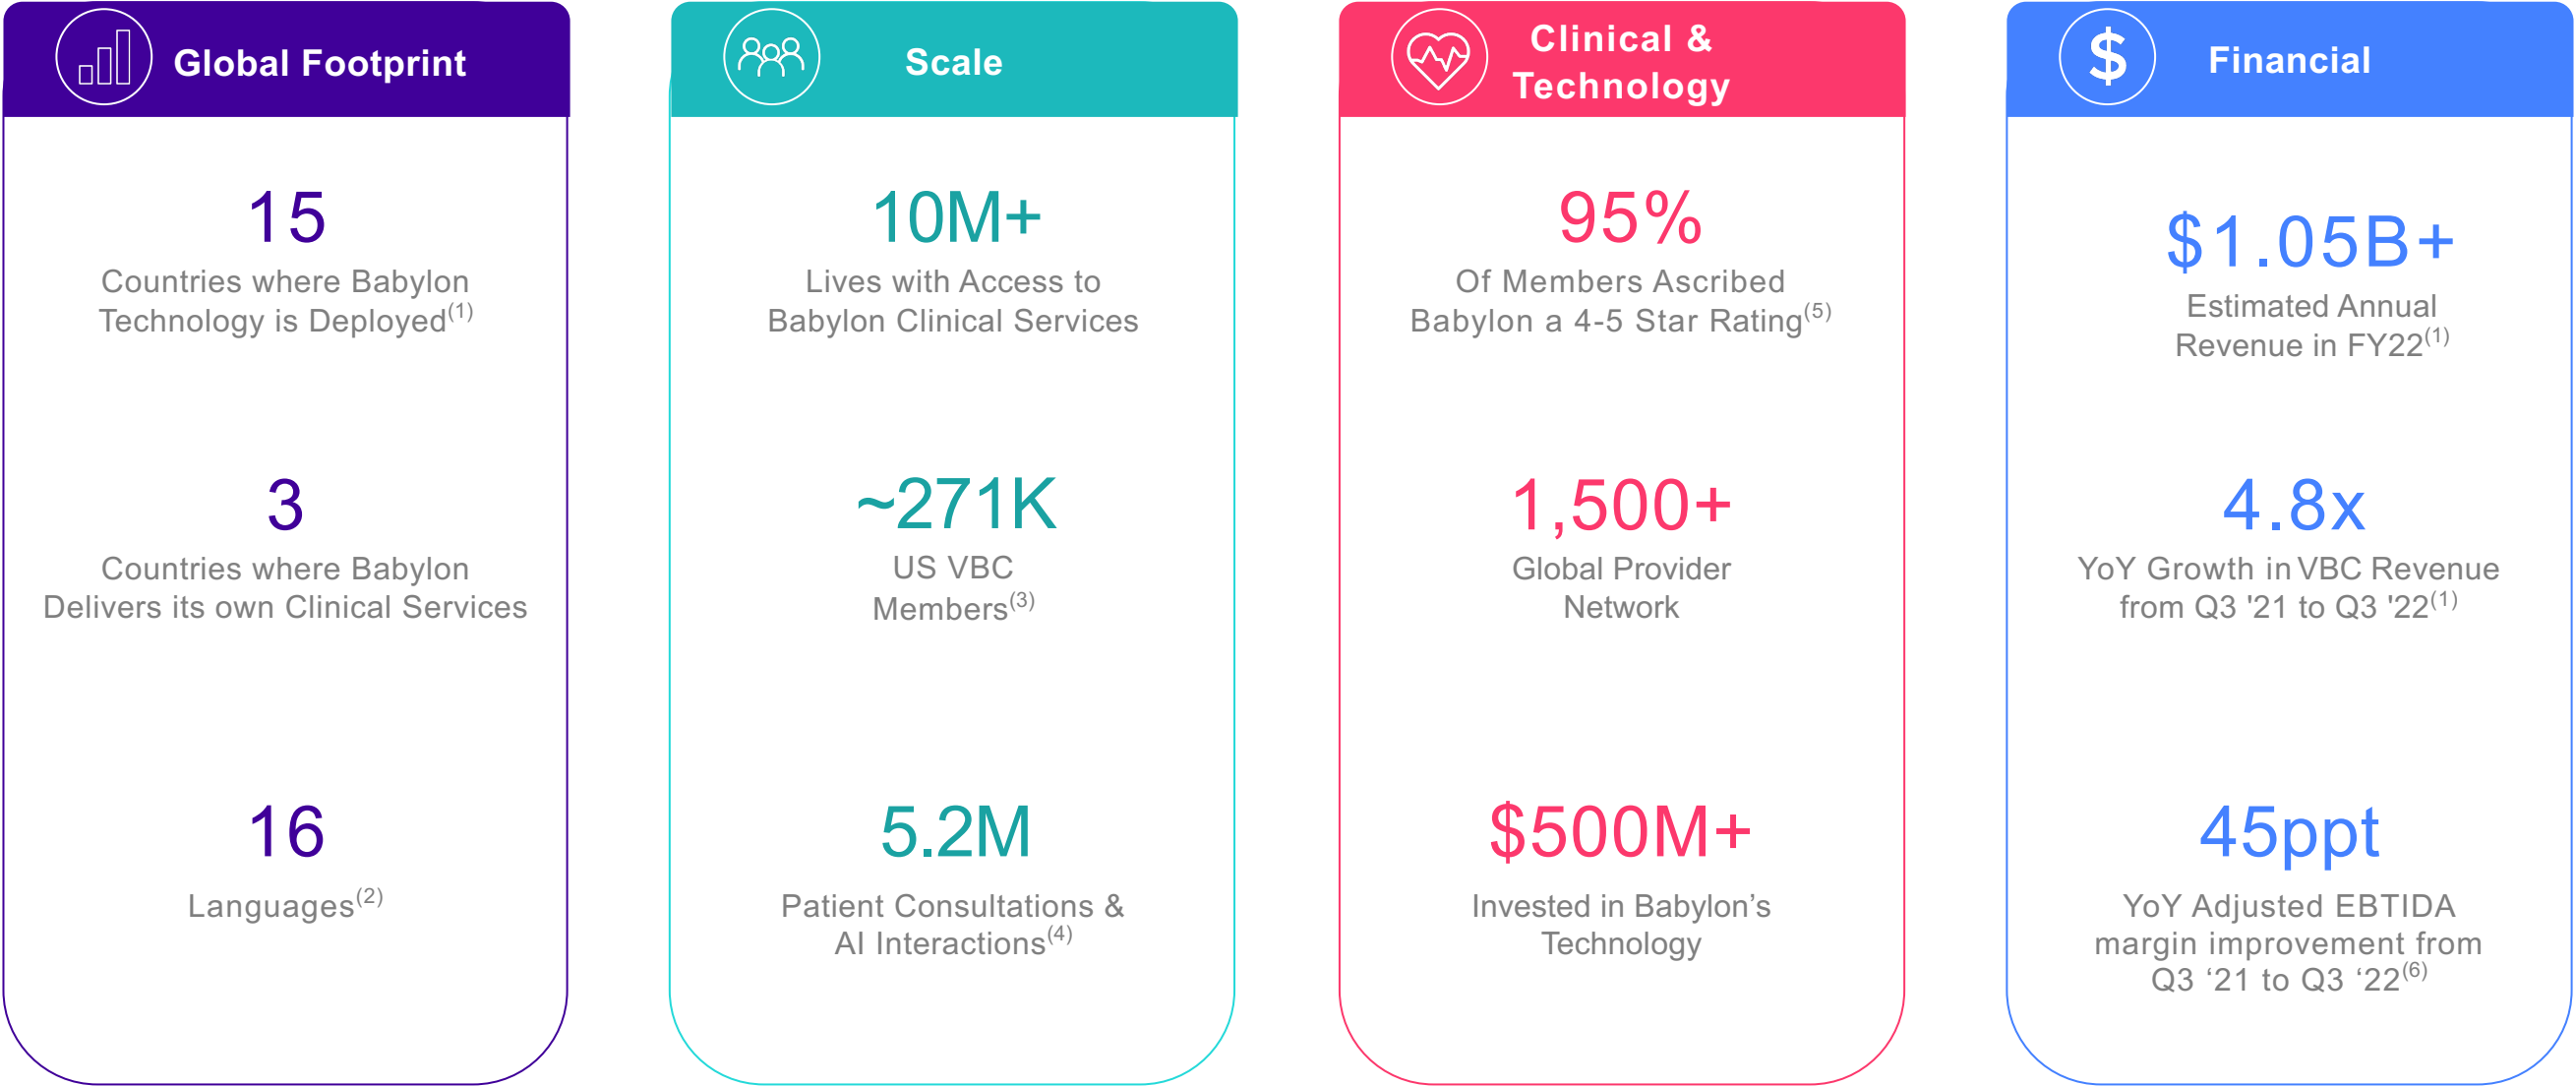 Global Footprint
15
Countries where Babylon
Technology is Deployed(1)
3
Countries where Babylon
Delivers its own Clinical Services
16
Languages(2)
Scale
10M+
Lives with Access to
Babylon Clinical Services
~271K
US VBC
Members(3)
5.2M
Patient Consultations &
AI Interactions(4)
Clinical &
Technology
95%
Of Members Ascribed
Babylon a 4-5 Star Rating(5)
1,500+
Global Provider
Network
$500M+
Invested in Babylon’s
Technology
$
Financial
$1.05B+
Estimated Annual
Revenue in FY22(1)
4.8x
YoY Growth in VBC Revenue
from Q3 '21 to Q3 '22(1)
45ppt
YoY Adjusted EBTIDA
margin improvement from
Q3 ‘21 to Q3 ‘22(6)